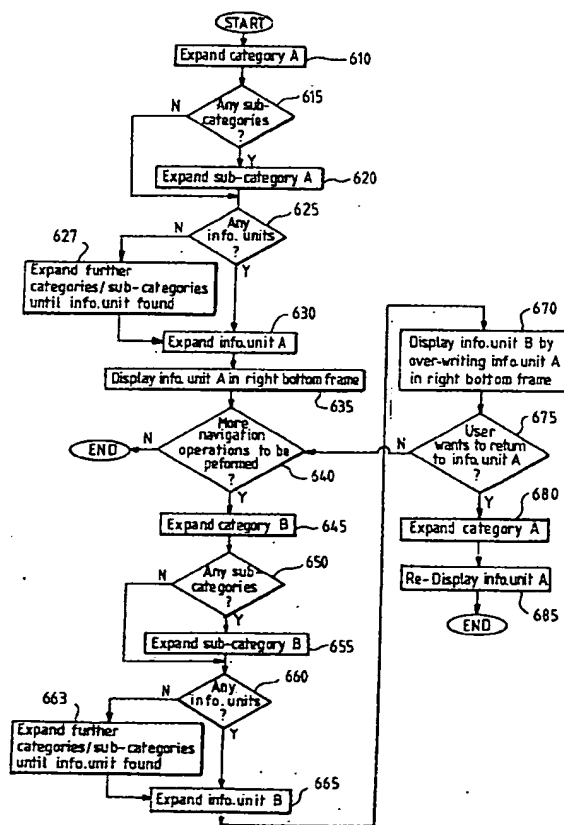 START
Expand category A
610
Any sub-
categories
?
615
N
Y
Expand sub-category A
620
Any
info. units
?
625
N
Y
627
Expand further
categories/sub-categories
until info.unit found
630
Expand info.unit A
Display info.unit A in right bottom frame
635
More
navigation
operations to be
peformed
?
640
N
END
Y
Expand category B
645
Any sub-
categories
?
650
N
Y
Expand sub-category B
655
Any
info.units
?
660
N
Y
663
Expand further
categories/sub-categories
until info.unit found
665
Expand info.unit B
670
Display info.unit B by
over-writing info.unit A
in right bottom frame
675
User
wants to return
to info.unit A
?
N
Y
680
Expand category A
Re-Display info.unit A
685
END